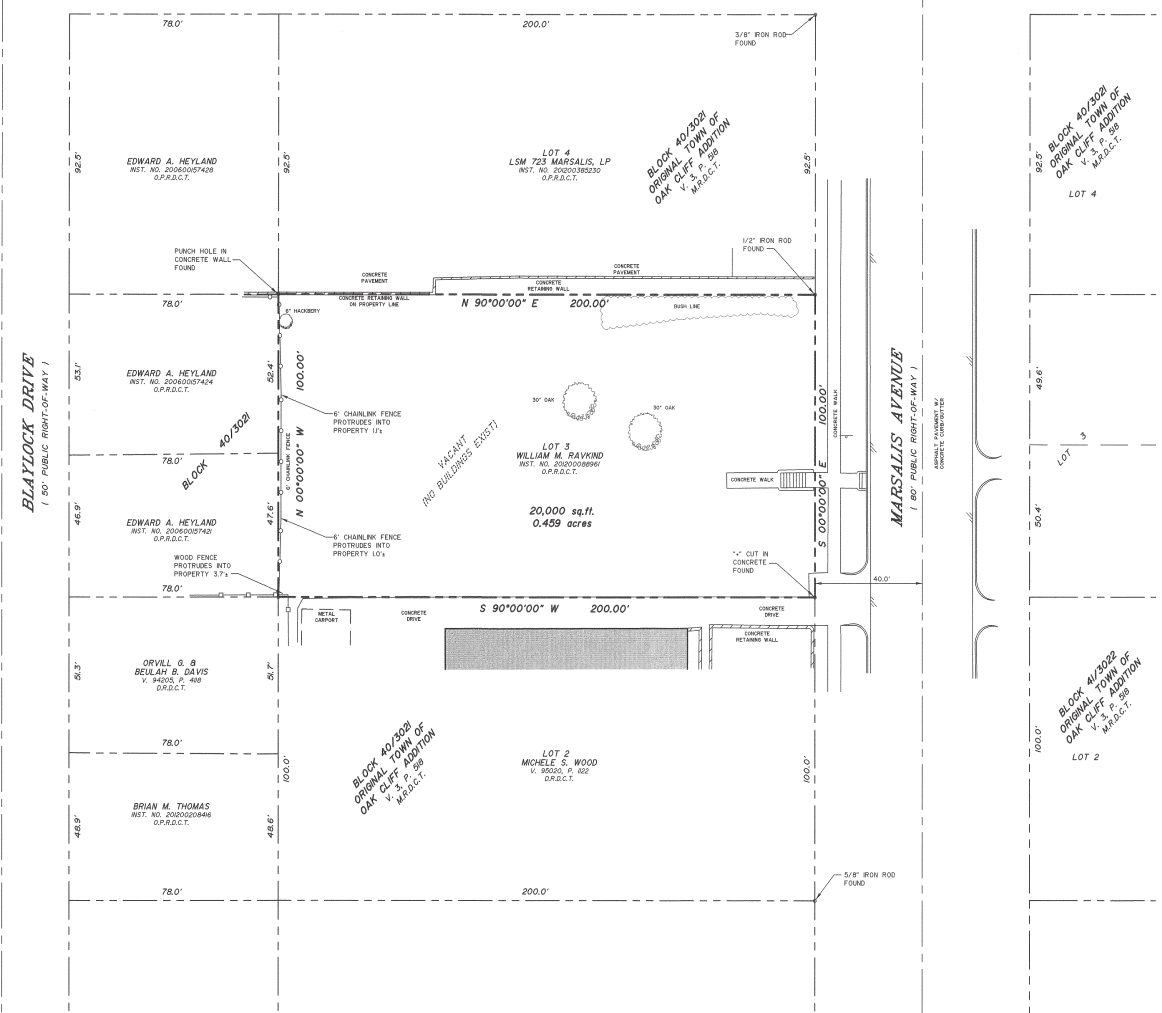 78.0'
200.0'
3/8" IRON ROD
FOUND
92.5'
EDWARD A. HEYLAND
INST. NO. 200600157428
O.P.R.D.C.T.
92.5'
LOT 4
LSM 723 MARSALIS, LP
INST. NO. 201200385230
O.P.R.D.C.T.
BLOCK 40/3021
ORIGINAL TOWN OF
OAK CLIFF ADDITION
V. 3, P. 518
M.R.D.C.T.
92.5'
92.5'
BLOCK 40/3021
ORIGINAL TOWN OF
OAK CLIFF ADDITION
V. 3, P. 518
M.R.D.C.T.
LOT 4
PUNCH HOLE IN
CONCRETE WALL
FOUND
1/2" IRON ROD
FOUND
CONCRETE
PAVEMENT
CONCRETE
PAVEMENT
CONCRETE
RETAINING WALL
78.0'
CONCRETE RETAINING WALL
ON PROPERTY LINE
N 90°00'00" E 200.00'
BUSH LINE
6" HACKBERY
BLAYLOCK DRIVE
( 50' PUBLIC RIGHT-OF-WAY )
53.1'
EDWARD A. HEYLAND
INST. NO. 200600157424
O.P.R.D.C.T.
52.4'
N 00°00'00" W 100.00'
6' CHAINLINK FENCE
6' CHAINLINK FENCE
PROTRUDES INTO
PROPERTY 1.1'±
30" OAK
30" OAK
VACANT
(NO BUILDINGS EXIST)
LOT 3
WILLIAM M. RAVKIND
INST. NO. 201200088961
O.P.R.D.C.T.
20,000 sq.ft.
0.459 acres
CONCRETE WALK
S 00°00'00" E 100.00'
CONCRETE WALK
MARSALIS AVENUE
( 80' PUBLIC RIGHT-OF-WAY )
ASPHALT PAVEMENT W/
CONCRETE CURB/GUTTER
49.6'
LOT 3
50.4'
BLOCK 40/3021
78.0'
46.9'
EDWARD A. HEYLAND
INST. NO. 200600157421
O.P.R.D.C.T.
47.6'
6' CHAINLINK FENCE
PROTRUDES INTO
PROPERTY 1.0'±
WOOD FENCE
PROTRUDES INTO
PROPERTY 3.7'±
"+" CUT IN
CONCRETE
FOUND
40.0'
78.0'
S 90°00'00" W 200.00'
METAL
CARPORT
CONCRETE
DRIVE
CONCRETE
DRIVE
CONCRETE
RETAINING WALL
51.3'
ORVILL G. &
BEULAH B. DAVIS
V. 94205, P. 4118
D.R.D.C.T.
51.7'
78.0'
100.0'
BLOCK 40/3021
ORIGINAL TOWN OF
OAK CLIFF ADDITION
V. 3, P. 518
M.R.D.C.T.
LOT 2
MICHELE S. WOOD
V. 95020, P. 1122
D.R.D.C.T.
100.0'
100.0'
BLOCK 41/3022
ORIGINAL TOWN OF
OAK CLIFF ADDITION
V. 3, P. 518
M.R.D.C.T.
LOT 2
48.9'
BRIAN M. THOMAS
INST. NO. 201200208416
O.P.R.D.C.T.
48.6'
78.0'
200.0'
5/8" IRON ROD
FOUND